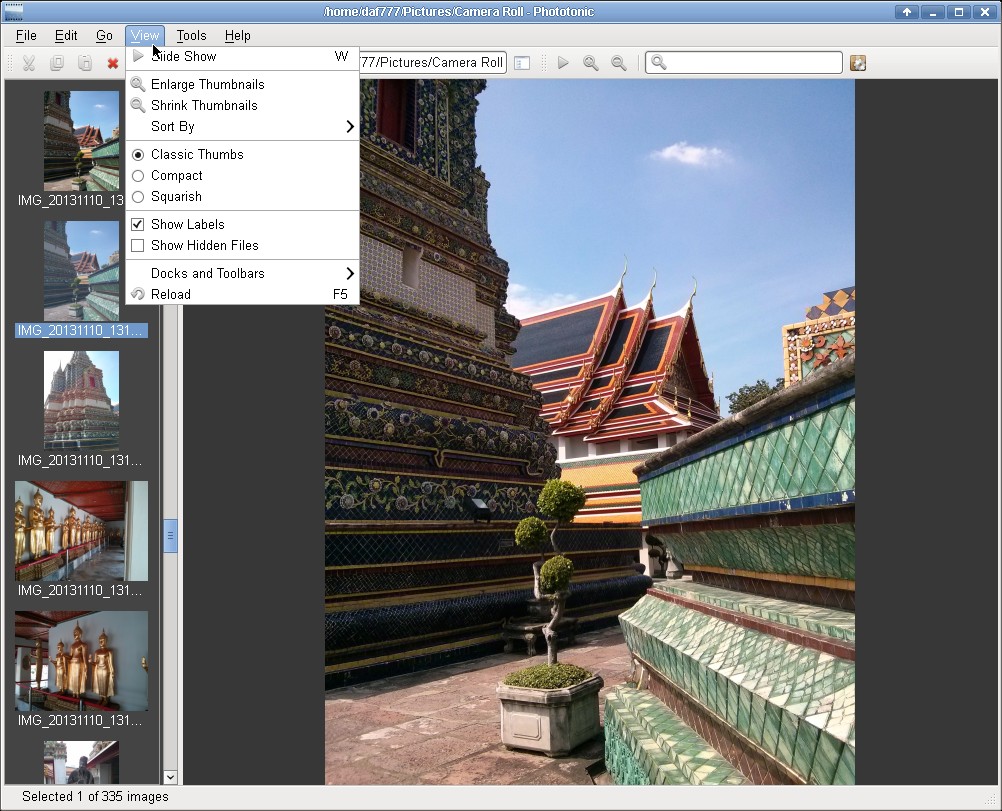 /home/daf777/Pictures/Camera Roll - Phototonic
File Edit Go View Tools Help
77/Pictures/Camera Roll
Slide Show W
Enlarge Thumbnails
Shrink Thumbnails
Sort By
Classic Thumbs
Compact
Squarish
Show Labels
Show Hidden Files
Docks and Toolbars
Reload F5
IMG_20131110_13
IMG_20131110_131...
IMG_20131110_131...
IMG_20131110_131...
IMG_20131110_131...
Selected 1 of 335 images